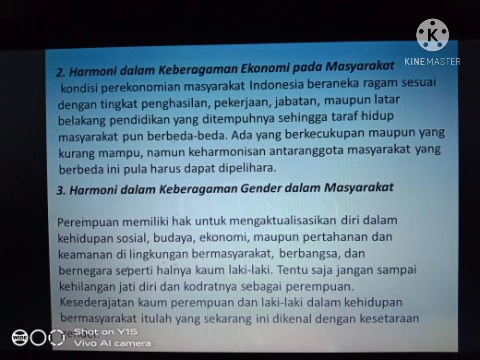 KINEMASTER
2. Harmoni dalam Keberagaman Ekonomi pada Masyarakat
kondisi perekonomian masyarakat Indonesia beraneka ragam sesuai
dengan tingkat penghasilan, pekerjaan, jabatan, maupun latar
belakang pendidikan yang ditempuhnya sehingga taraf hidup
masyarakat pun berbeda-beda. Ada yang berkecukupan maupun yang
kurang mampu, namun keharmonisan antaranggota masyarakat yang
berbeda ini pula harus dapat dipelihara.
3. Harmoni dalam Keberagaman Gender dalam Masyarakat
Perempuan memiliki hak untuk mengaktualisasikan diri dalam
kehidupan sosial, budaya, ekonomi, maupun pertahanan dan
keamanan di lingkungan bermasyarakat, berbangsa, dan
bernegara seperti halnya kaum laki-laki. Tentu saja jangan sampai
kehilangan jati diri dan kodratnya sebagai perempuan.
Kesederajatan kaum perempuan dan laki-laki dalam kehidupan
bermasyarakat itulah yang sekarang ini dikenal dengan kesetaraan
WIDE
Shot on Y15
Vivo AI camera